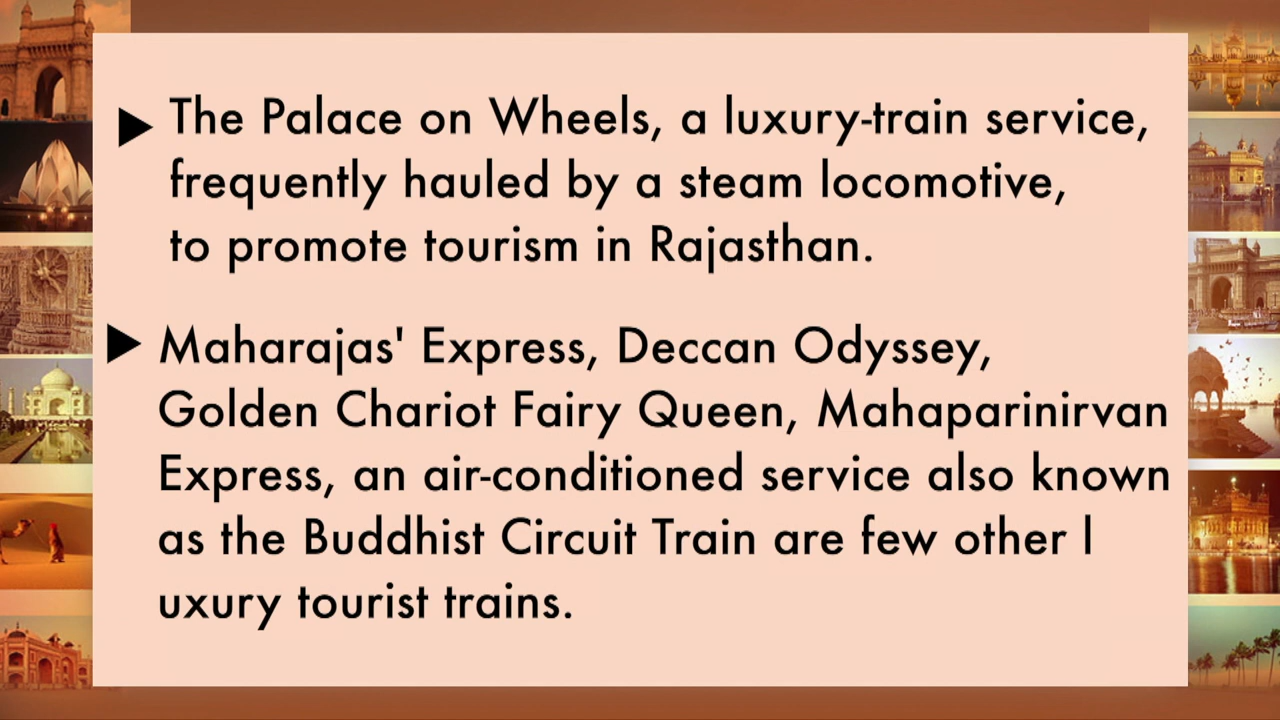 The Palace on Wheels, a luxury-train service,
frequently hauled by a steam locomotive,
to promote tourism in Rajasthan.
Maharajas' Express, Deccan Odyssey,
Golden Chariot Fairy Queen, Mahaparinirvan
Express, an air-conditioned service also known
as the Buddhist Circuit Train are few other l
uxury tourist trains.